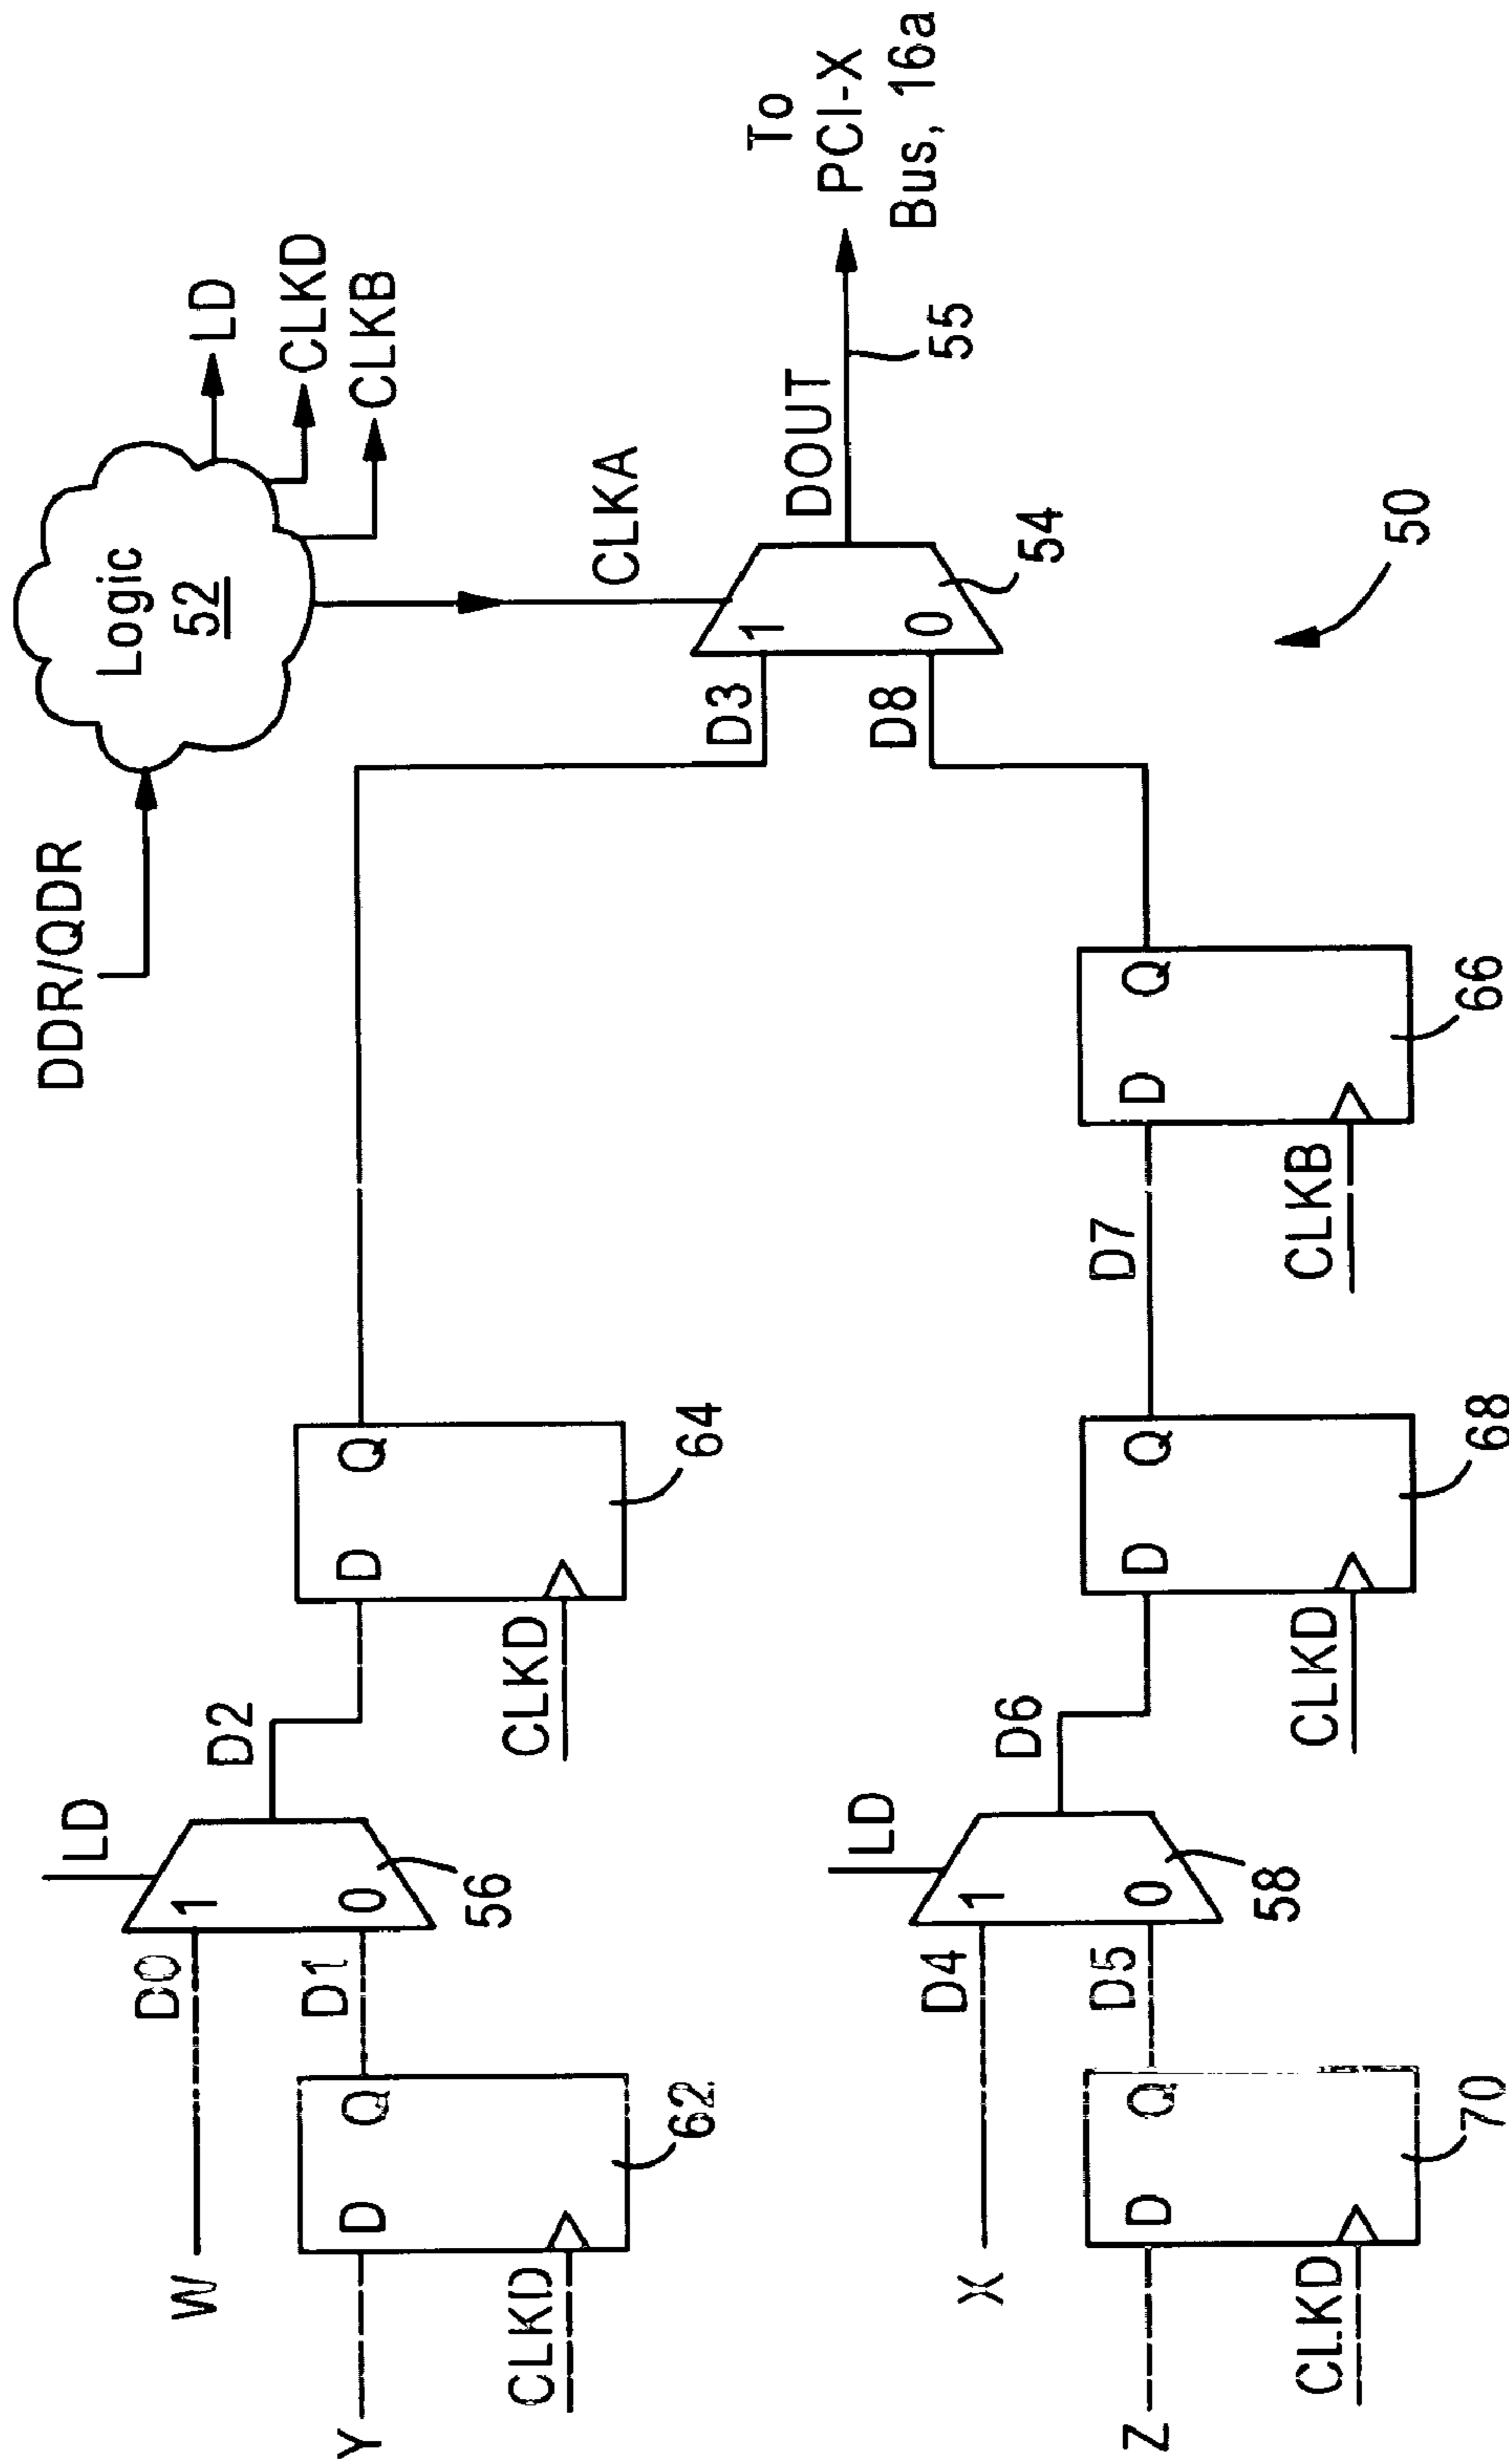 DDR/QDR
Logic
52
LD
CLKD
CLKB
CLKA
W
D0
LD
1
0
56
D2
Y
D
Q
D1
CLKD
62
D
Q
CLKD
64
D3
1
D8
0
54
DOUT
55
To
PCI-X
Bus, 16a
X
D4
LD
1
0
58
D6
Z
D
Q
D5
CLKD
70
D
Q
CLKD
68
D7
D
Q
CLKB
66
50